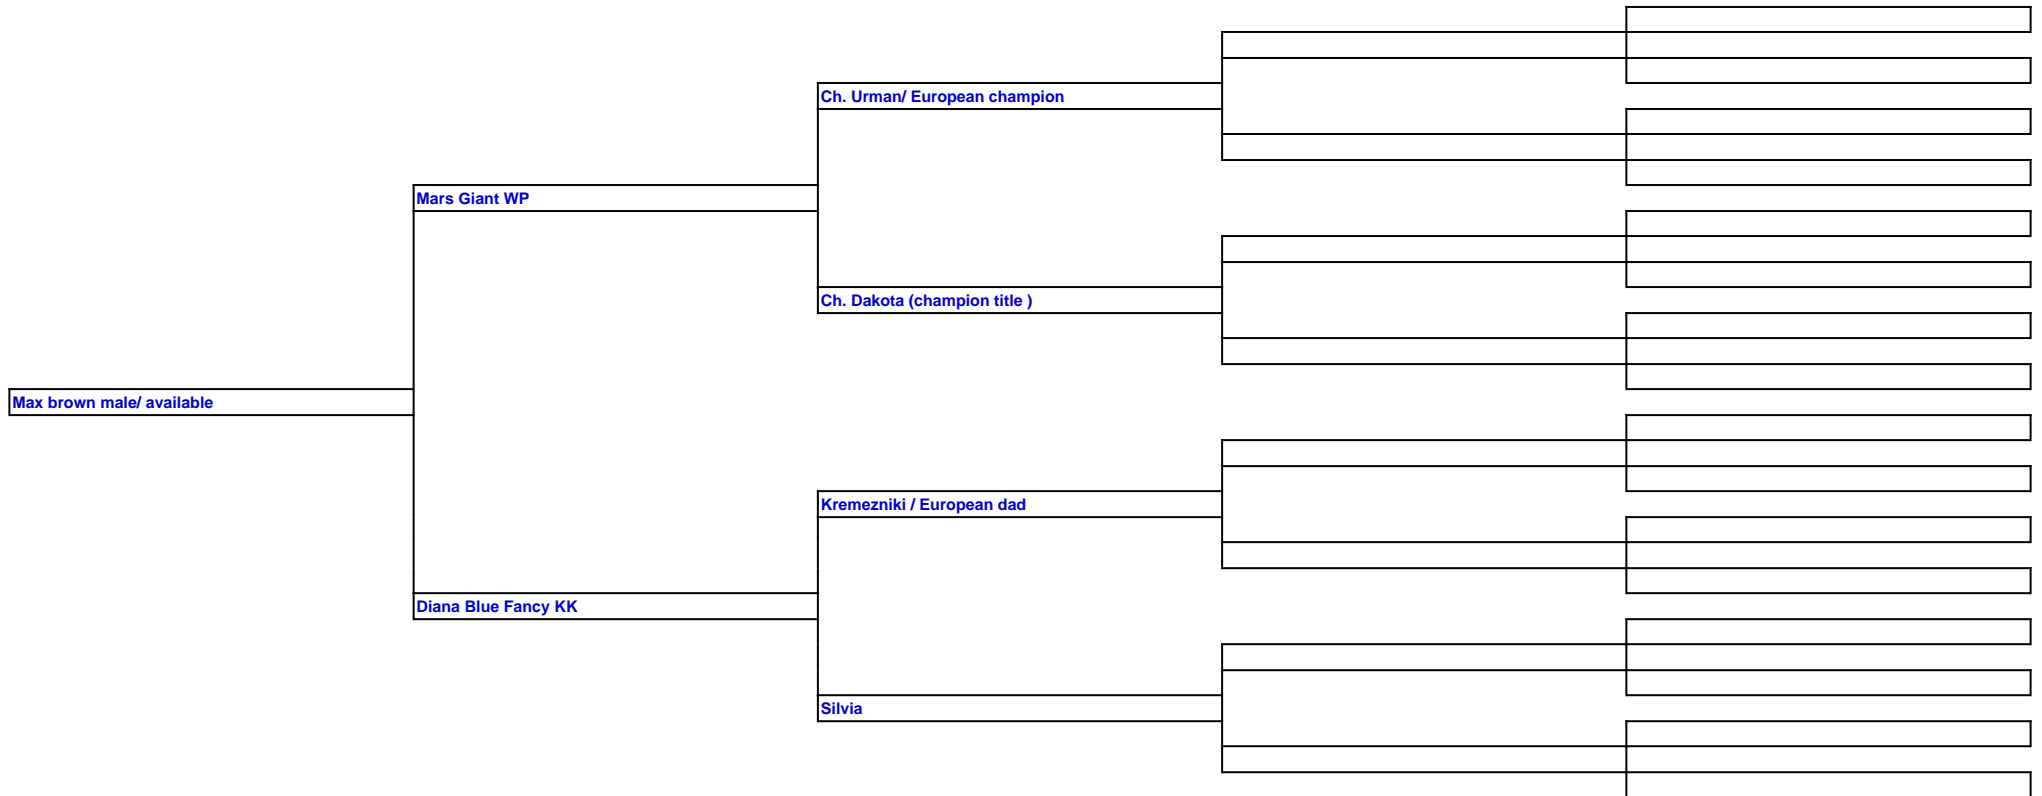 Ch. Urman/ European champion
Mars Giant WP
Ch. Dakota (champion title )
Max brown male/ available
Kremezniki / European dad
Diana Blue Fancy KK
Silvia